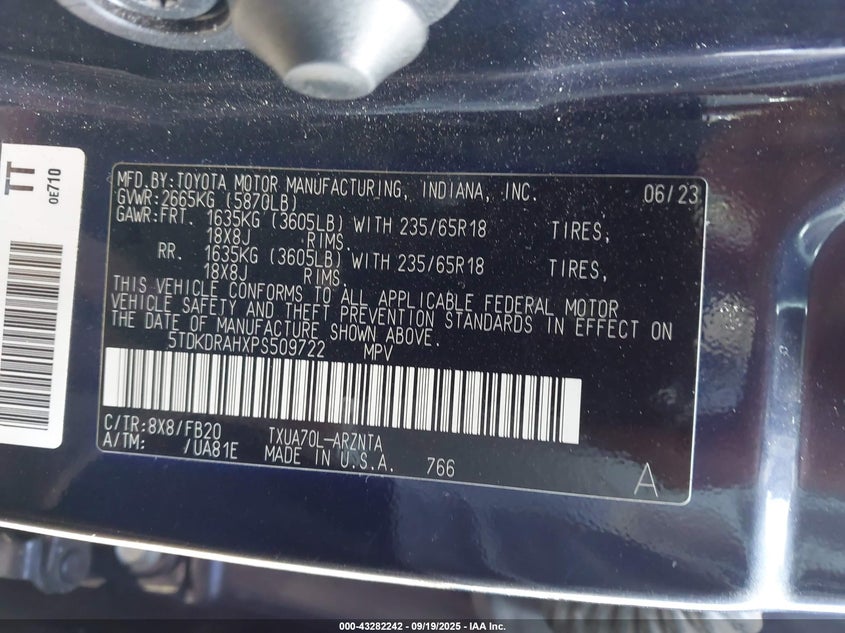 TT
0E710
MFD.BY:TOYOTA MOTOR MANUFACTURING, INDIANA, INC. 06/23
GVWR:2665KG (5870LB)
GAWR:FRT. 1635KG (3605LB) WITH 235/65R18 TIRES,
18X8J RIMS.
RR. 1635KG (3605LB) WITH 235/65R18 TIRES,
18X8J RIMS.
THIS VEHICLE CONFORMS TO ALL APPLICABLE FEDERAL MOTOR
VEHICLE SAFETY AND THEFT PREVENTION STANDARDS IN EFFECT ON
THE DATE OF MANUFACTURE SHOWN ABOVE.
5TDKDRAHXPS509722 MPV
C/TR:8X8/FB20 TXUA70L-ARZNTA
A/TM: /UA81E MADE IN U.S.A. 766
A
000-43282242 - 09/19/2025 - IAA Inc.